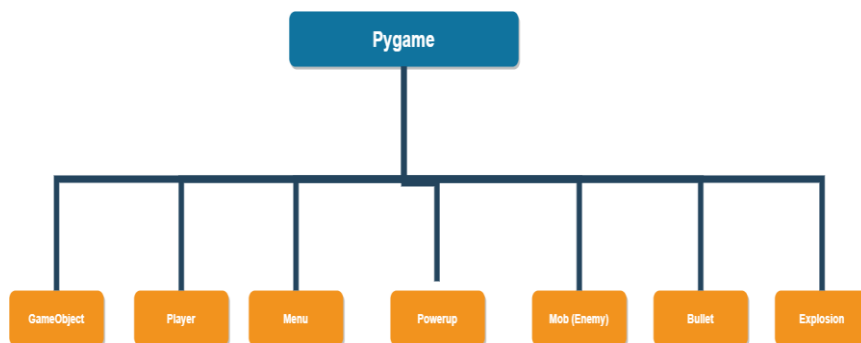 Pygame
GameObject
Player
Menu
Powerup
Mob (Enemy)
Bullet
Explosion